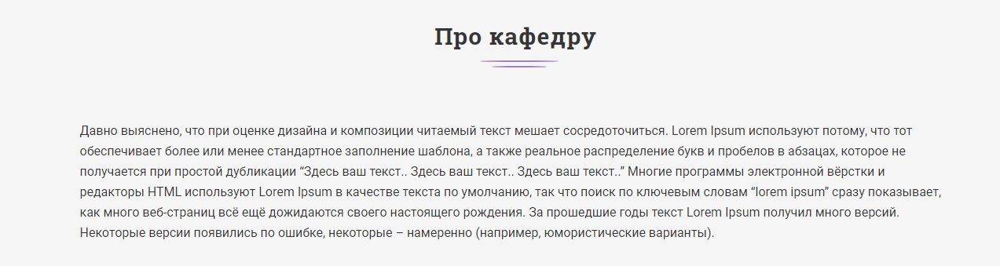 Про кафедру
Давно выяснено, что при оценке дизайна и композиции читаемый текст мешает сосредоточиться. Lorem Ipsum используют потому, что тот
обеспечивает более или менее стандартное заполнение шаблона, а также реальное распределение букв и пробелов в абзацах, которое не
получается при простой дубликации “Здесь ваш текст.. Здесь ваш текст.. Здесь ваш текст..” Многие программы электронной вёрстки и
редакторы HTML используют Lorem Ipsum в качестве текста по умолчанию, так что поиск по ключевым словам “lorem ipsum” сразу показывает,
как много веб-страниц всё ещё дожидаются своего настоящего рождения. За прошедшие годы текст Lorem Ipsum получил много версий.
Некоторые версии появились по ошибке, некоторые – намеренно (например, юмористические варианты).